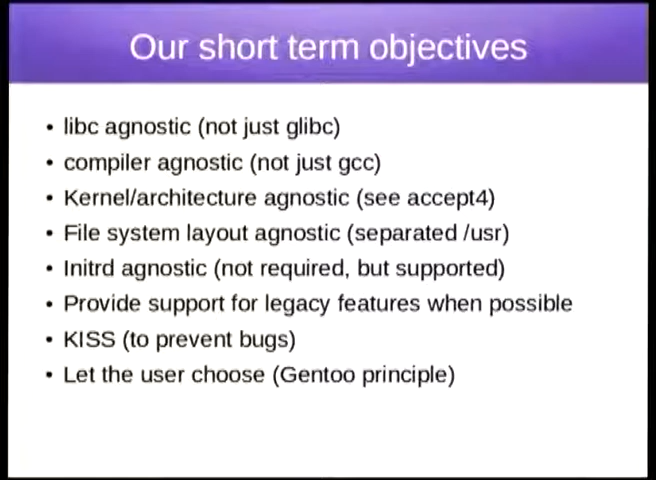 Our short term objectives
• libc agnostic (not just glibc)
• compiler agnostic (not just gcc)
• Kernel/architecture agnostic (see accept4)
• File system layout agnostic (separated /usr)
• Initrd agnostic (not required, but supported)
• Provide support for legacy features when possible
• KISS (to prevent bugs)
• Let the user choose (Gentoo principle)